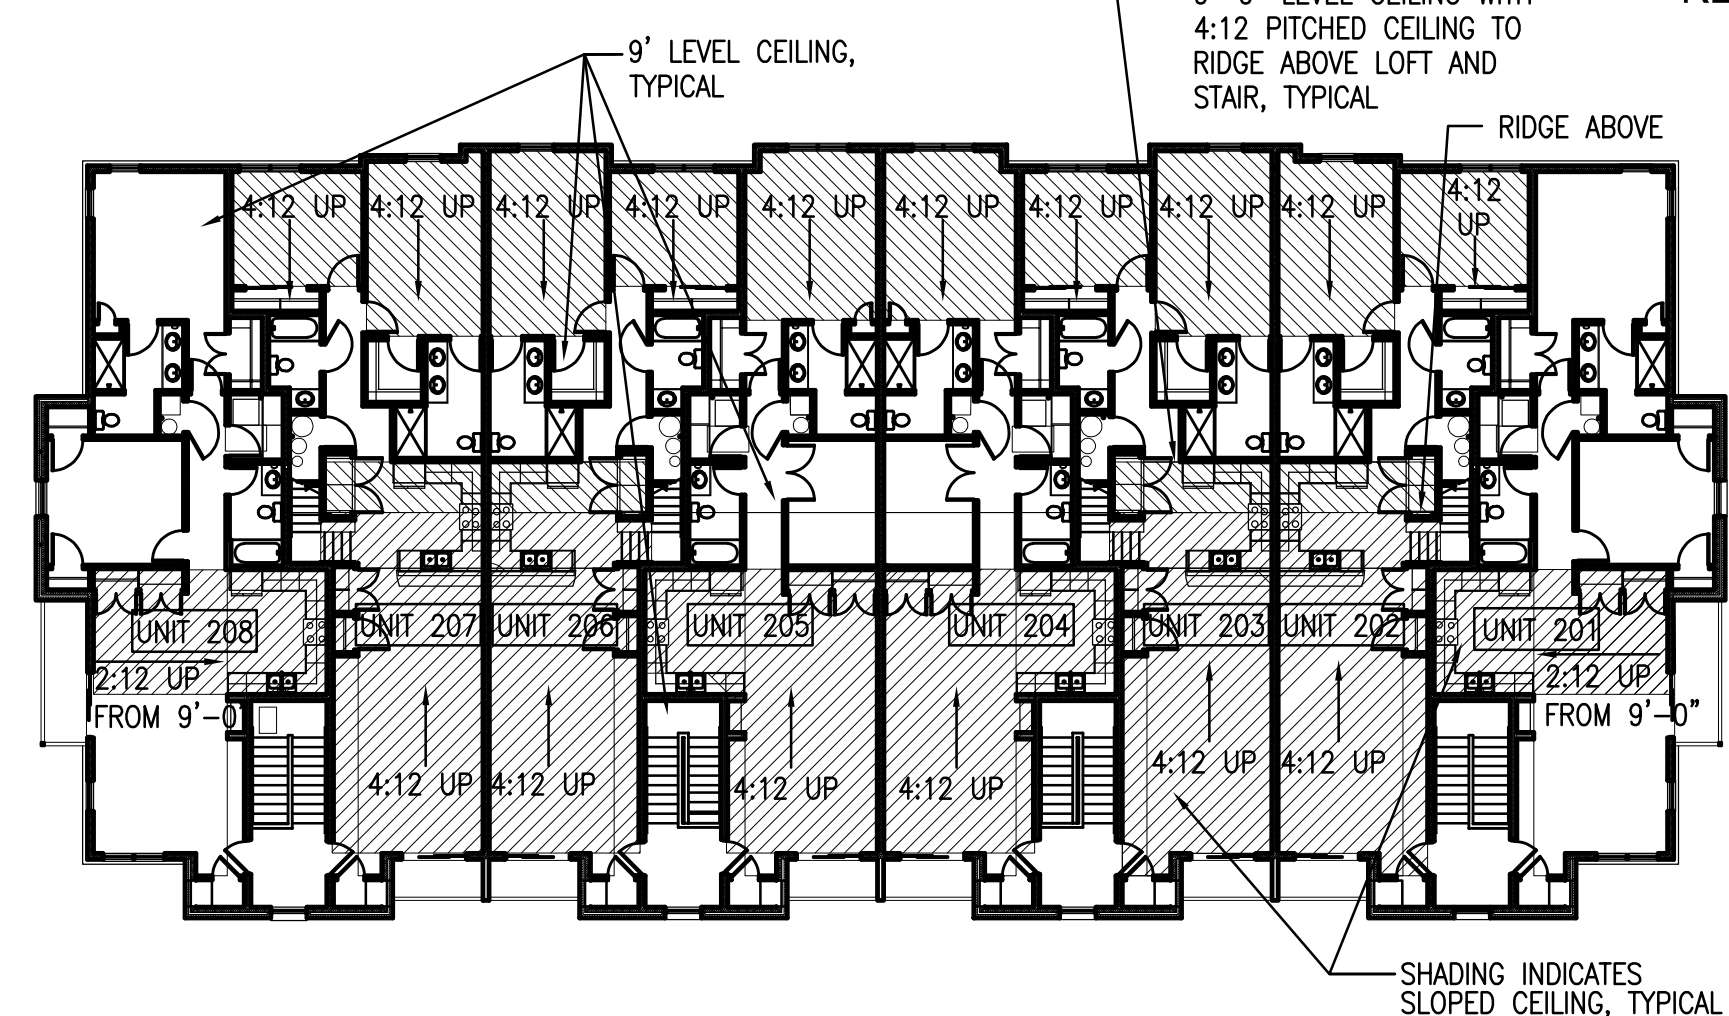 9' LEVEL CEILING,
TYPICAL
LEVEL CEILING WITH
4:12 PITCHED CEILING TO
RIDGE ABOVE LOFT AND
STAIR, TYPICAL
RIDGE ABOVE
4:12 UP
4:12 UP
4:12 UP
4:12 UP
4:12 UP
4:12 UP
4:12 UP
4:12 UP
4:12 UP
4:12
UP
UNIT 208
UNIT 207
UNIT 206
UNIT 205
UNIT 204
UNIT 203
UNIT 202
UNIT 201
2:12 UP
FROM 9'-0"
2:12 UP
FROM 9'-0"
4:12 UP
4:12 UP
4:12 UP
4:12 UP
4:12 UP
4:12 UP
SHADING INDICATES
SLOPED CEILING, TYPICAL